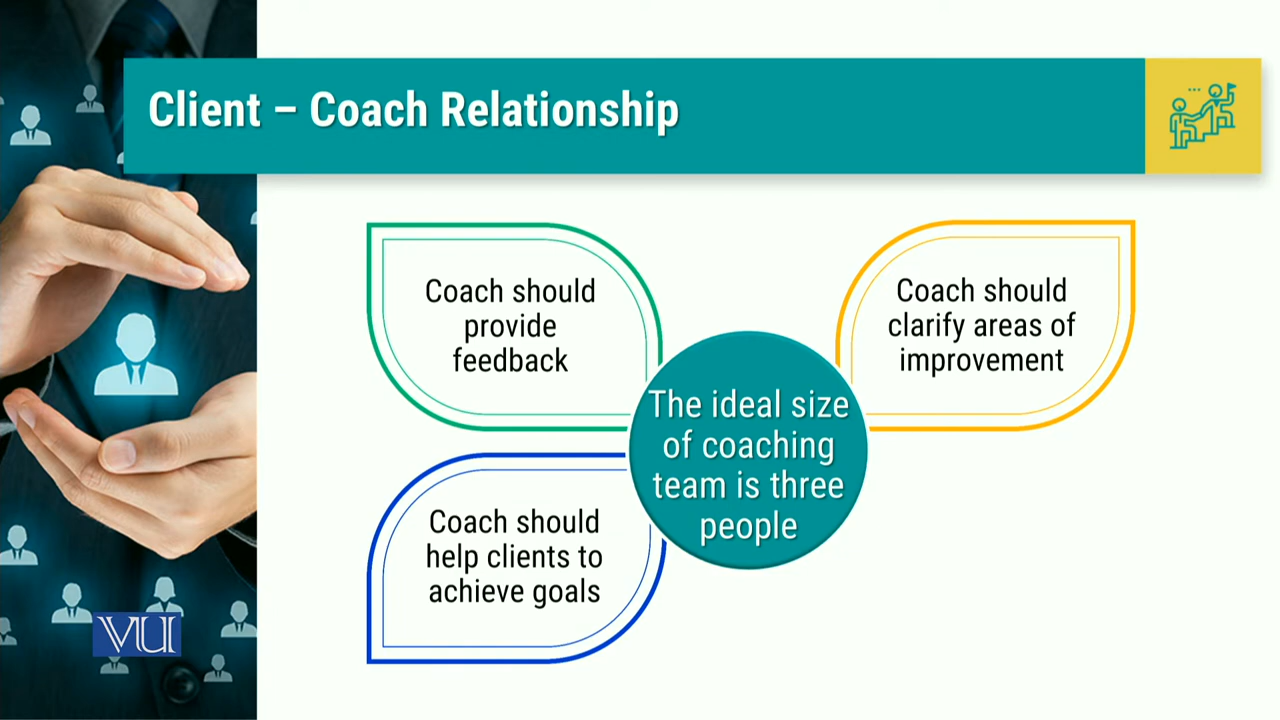 Client – Coach Relationship
Coach should
provide
feedback
Coach should
clarify areas of
improvement
The ideal size
of coaching
team is three
people
Coach should
help clients to
achieve goals
VU